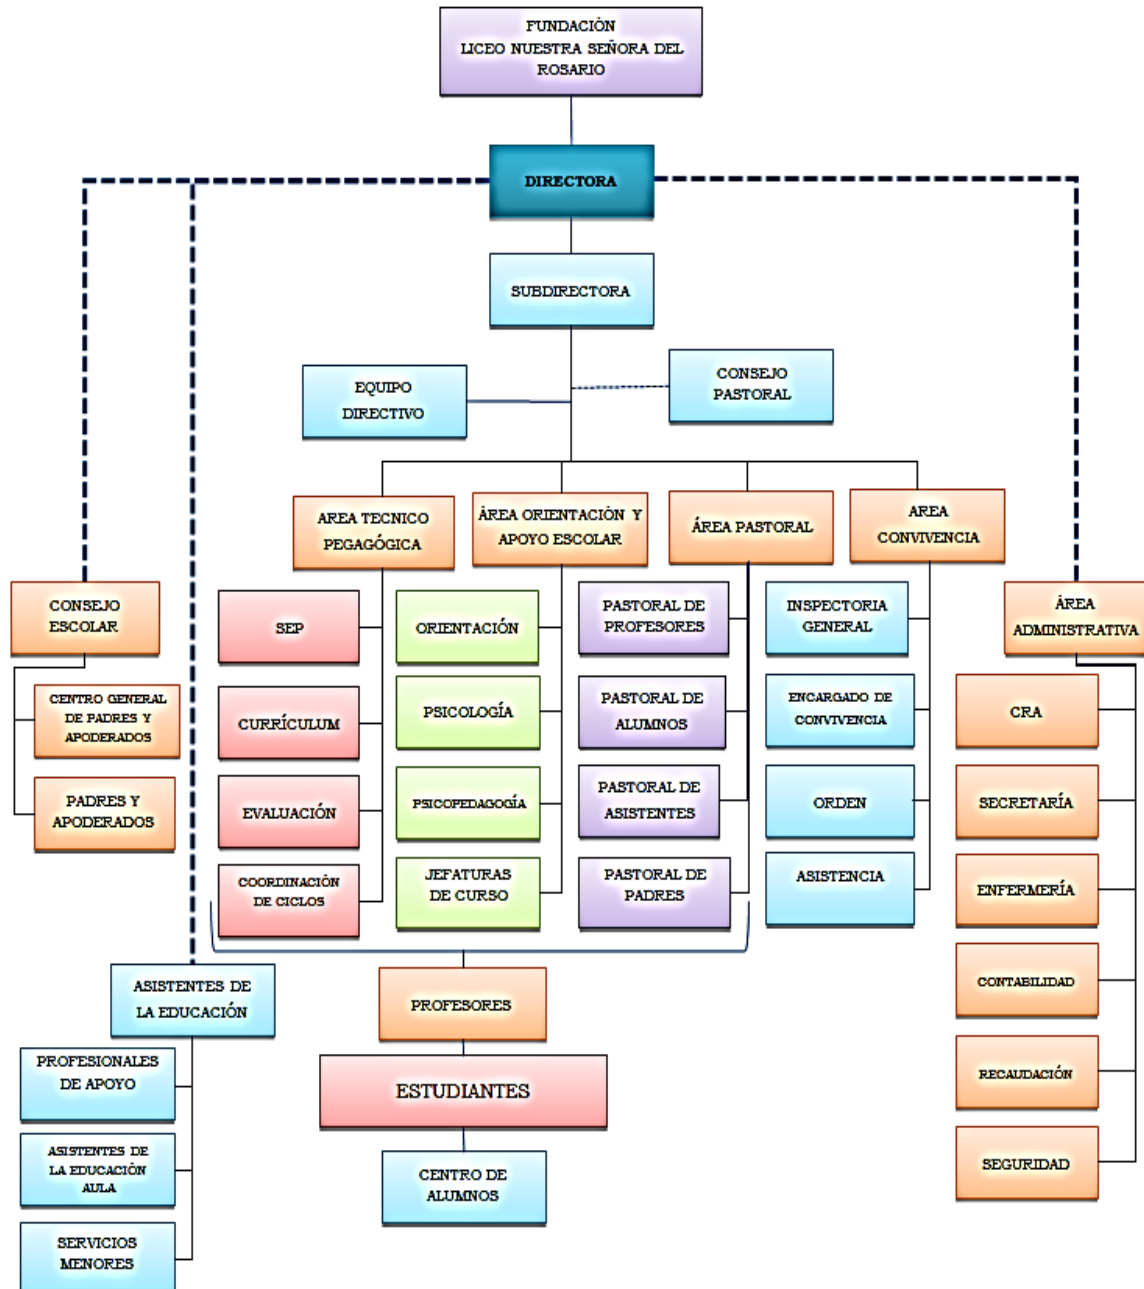 FUNDACIÓN
LICEO NUESTRA SEÑORA DEL
ROSARIO
DIRECTORA
SUBDIRECTORA
EQUIPO
DIRECTIVO
CONSEJO
PASTORAL
AREA TECNICO
PEGAGÓGICA
ÁREA ORIENTACIÓN Y
APOYO ESCOLAR
ÁREA PASTORAL
AREA
CONVIVENCIA
CONSEJO
ESCOLAR
CENTRO GENERAL
DE PADRES Y
APODERADOS
PADRES Y
APODERADOS
SEP
CURRÍCULUM
EVALUACIÓN
COORDINACIÓN
DE CICLOS
ORIENTACIÓN
PSICOLOGÍA
PSICOPEDAGOGÍA
JEFATURAS
DE CURSO
PASTORAL DE
PROFESORES
PASTORAL DE
ALUMNOS
PASTORAL DE
ASISTENTES
PASTORAL DE
PADRES
INSPECTORIA
GENERAL
ENCARGADO DE
CONVIVENCIA
ORDEN
ASISTENCIA
ÁREA
ADMINISTRATIVA
CRA
SECRETARÍA
ENFERMERÍA
CONTABILIDAD
RECAUDACIÓN
SEGURIDAD
ASISTENTES DE
LA EDUCACIÓN
PROFESIONALES
DE APOYO
ASISTENTES DE
LA EDUCACIÓN
AULA
SERVICIOS
MENORES
PROFESORES
ESTUDIANTES
CENTRO DE
ALUMNOS